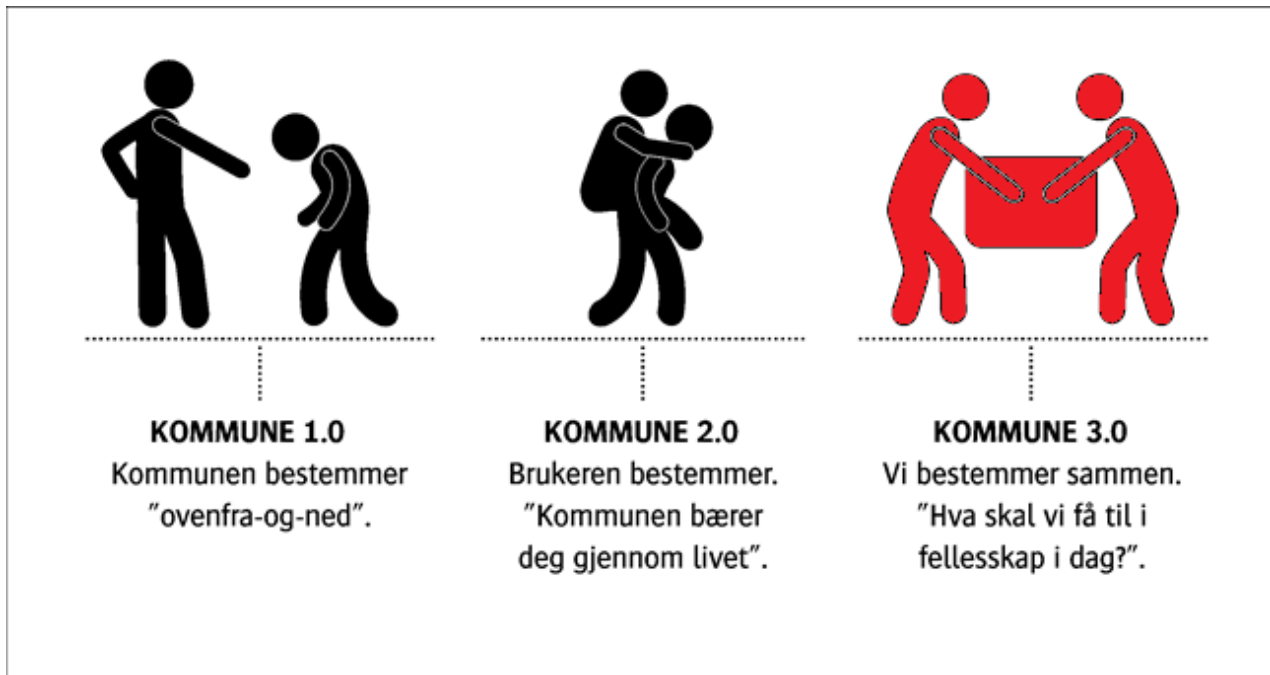 KOMMUNE 1.0
Kommunen bestemmer
”ovenfra-og-ned”.
KOMMUNE 2.0
Brukeren bestemmer.
”Kommunen bærer
deg gjennom livet”.
KOMMUNE 3.0
Vi bestemmer sammen.
”Hva skal vi få til i
fellesskap i dag?”.